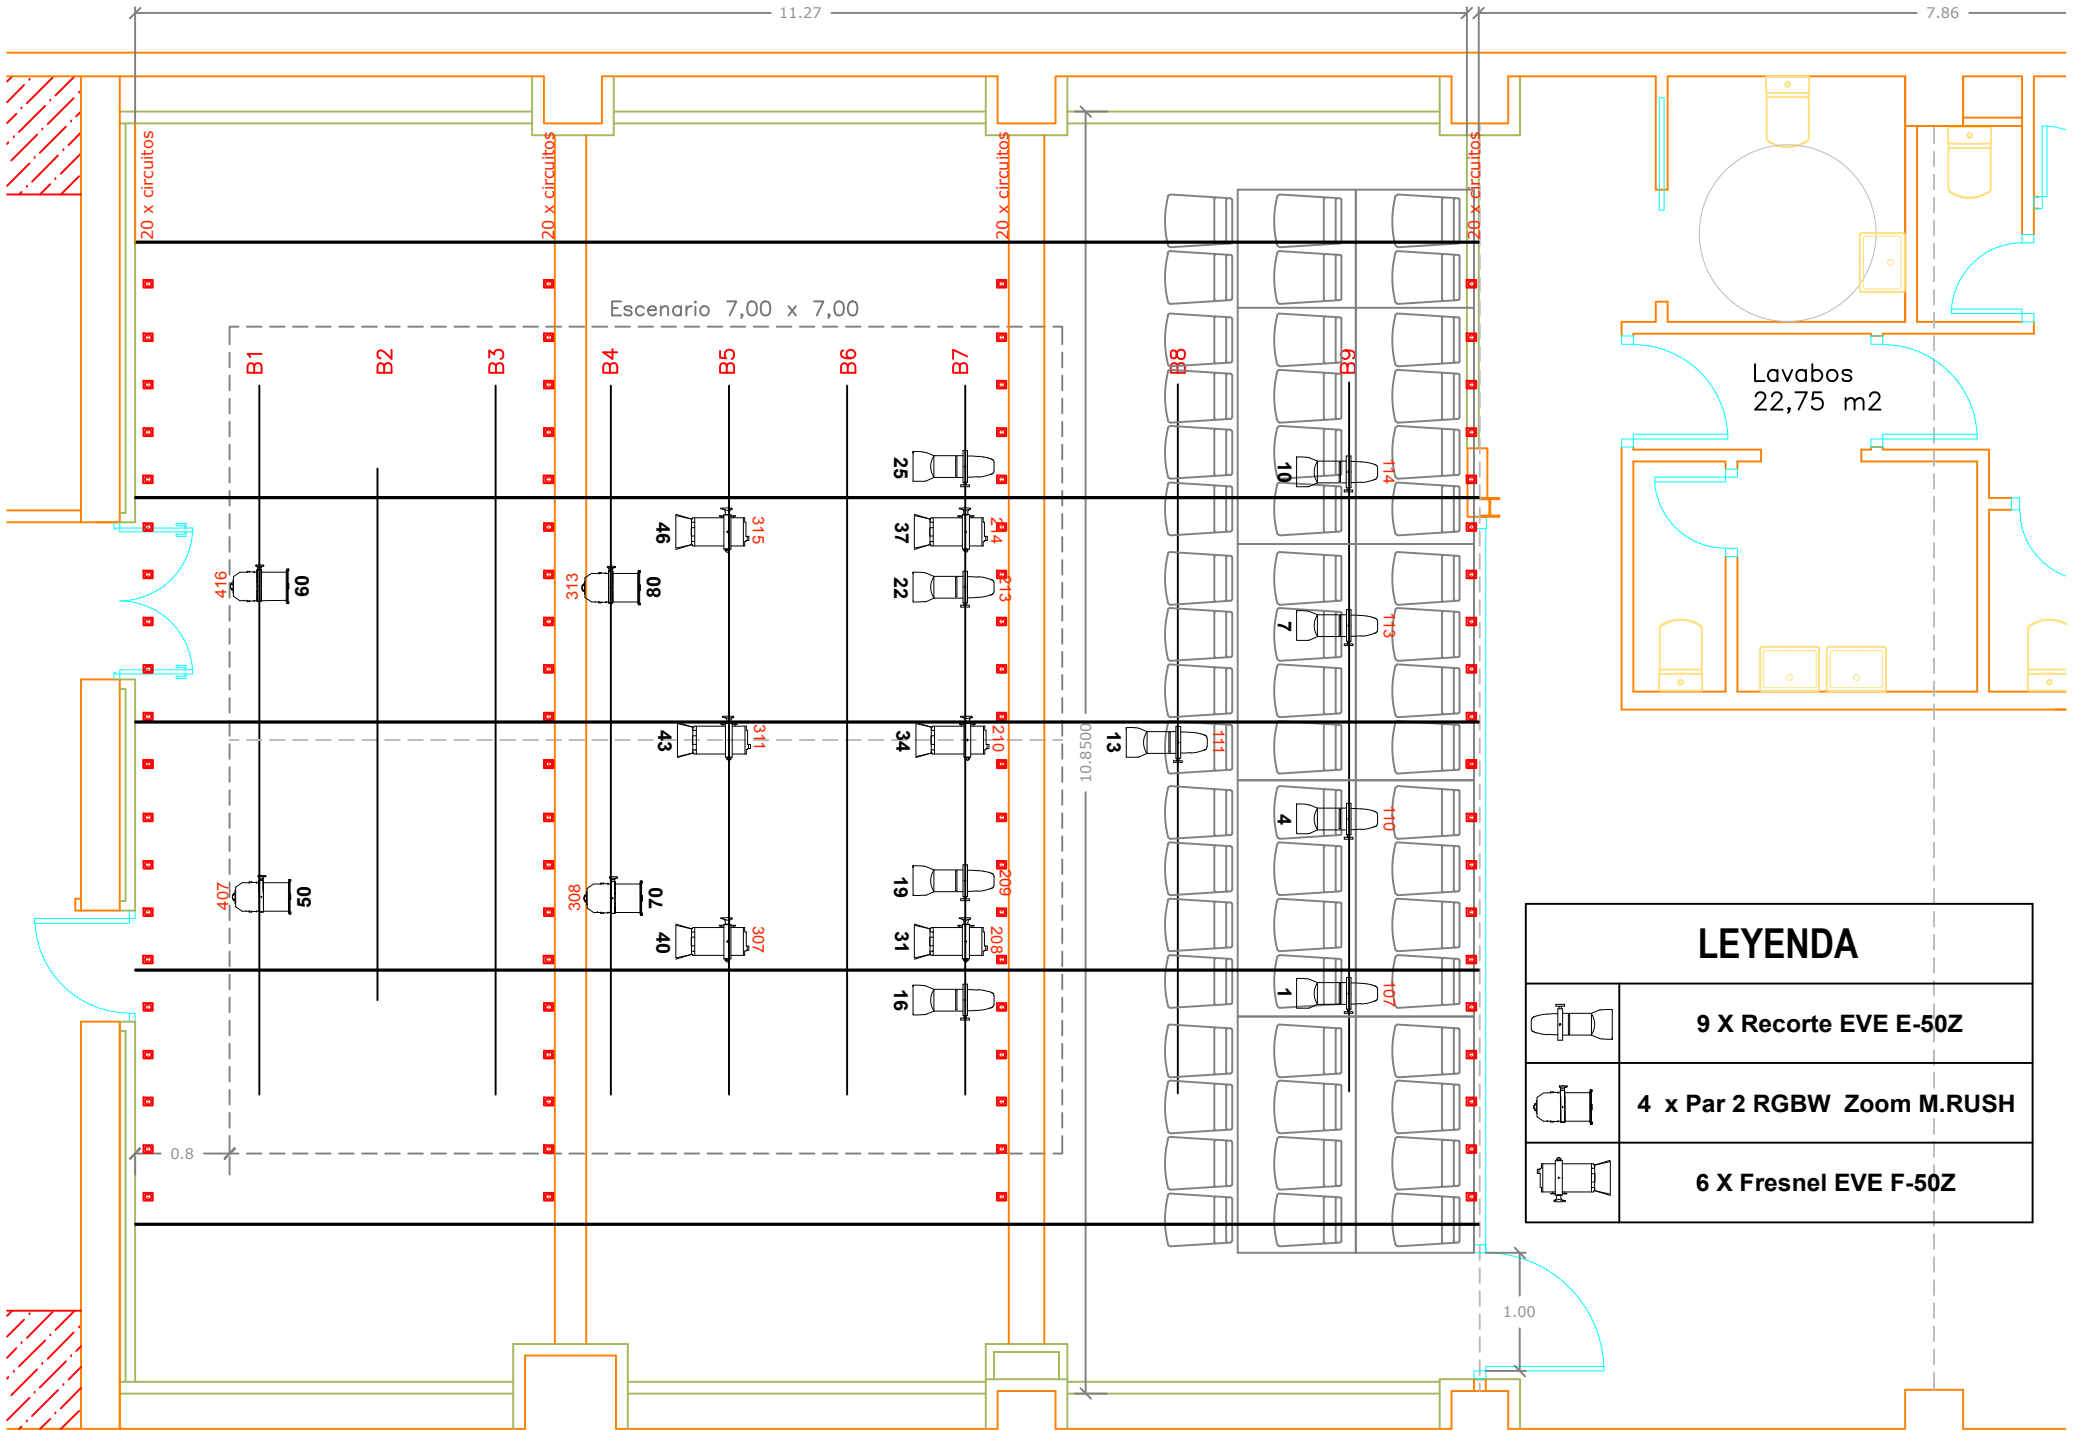 11.27
7.86
20 x circuitos
20 x circuitos
20 x circuitos
20 x circuitos
Escenario 7,00 x 7,00
B1
B2
B3
B4
B5
B6
B7
B8
B9
Lavabos
22,75 m2
25
10
114
46
315
37
214
416
60
313
80
22
213
7
113
43
311
34
210
13
111
10.8500
4
110
407
50
308
70
19
209
40
307
31
208
16
1
107
0.8
1.00
LEYENDA
9 X Recorte EVE E-50Z
4 x Par 2 RGBW Zoom M.RUSH
6 X Fresnel EVE F-50Z